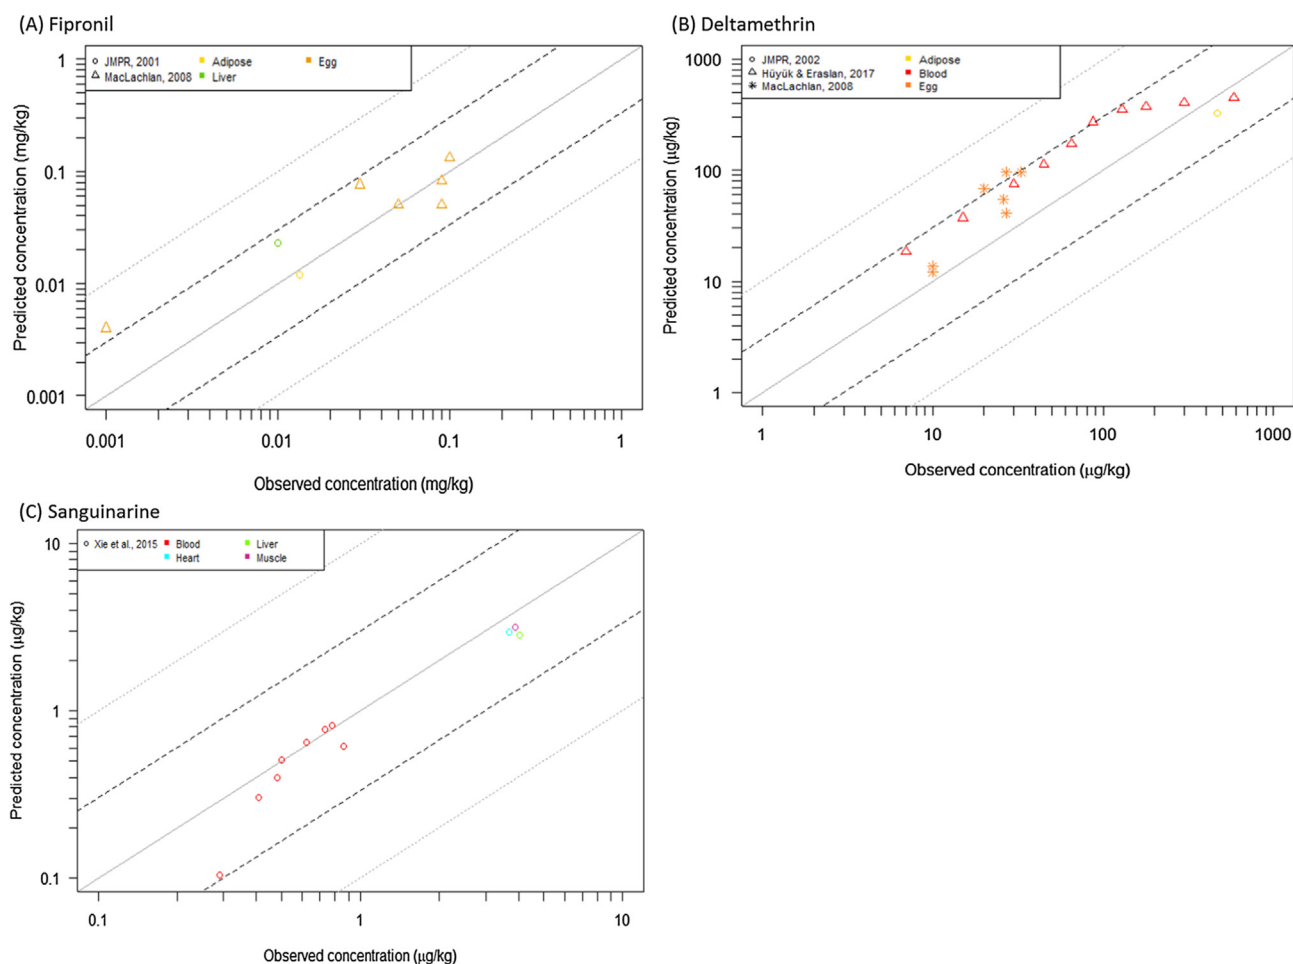 (A) Fipronil
Predicted concentration (mg/kg)
1
0.1
0.01
0.001
JMPR, 2001
MacLachlan, 2008
Adipose
Liver
Egg
0.001
0.01
0.1
1
Observed concentration (mg/kg)
(B) Deltamethrin
Predicted concentration (µg/kg)
1000
100
10
1
JMPR, 2002
Hüyük & Eraslan, 2017
MacLachlan, 2008
Adipose
Blood
Egg
1
10
100
1000
Observed concentration (µg/kg)
(C) Sanguinarine
Predicted concentration (µg/kg)
10
1
0.1
Xie et al., 2015
Blood
Heart
Liver
Muscle
0.1
1
10
Observed concentration (µg/kg)